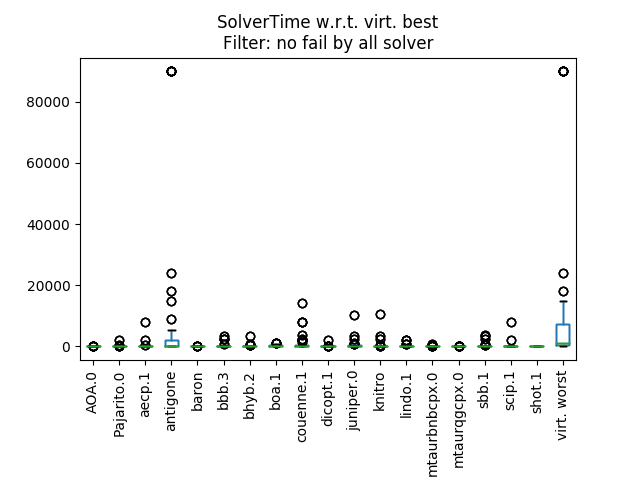 SolverTime w.r.t. virt. best
Filter: no fail by all solver
80000
60000
40000
20000
0
AOA.0
Pajarito.0
aecp.1
antigone
baron
bbb.3
bhyb.2
boa.1
couenne.1
dicopt.1
juniper.0
knitro
lindo.1
mtaurbnbcpx.0
mtaurqgcpx.0
sbb.1
scip.1
shot.1
virt. worst